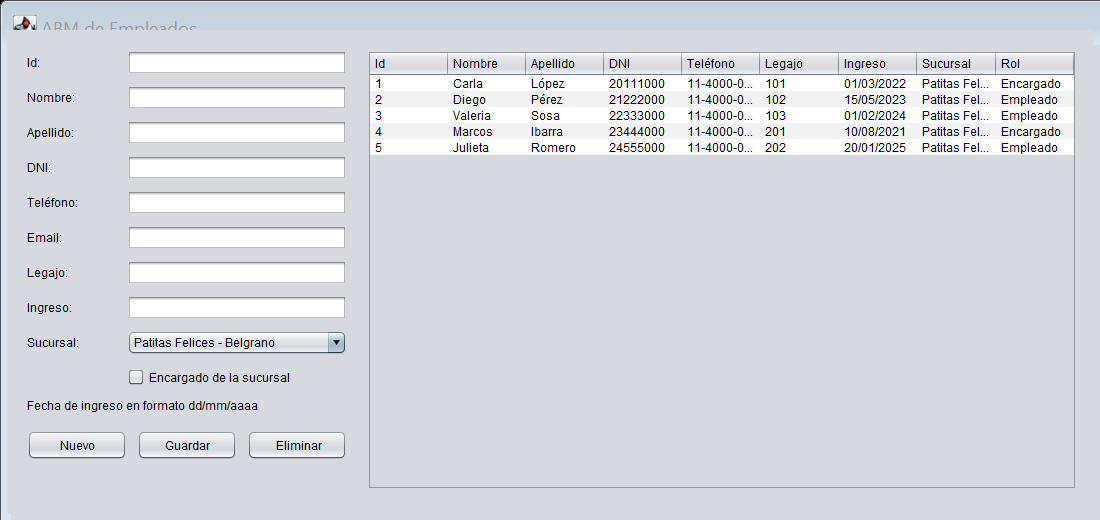 ABM de Empleados
Id:
Nombre:
Apellido:
DNI:
Teléfono:
Email:
Legajo:
Ingreso:
Sucursal: Patitas Felices - Belgrano
Encargado de la sucursal
Fecha de ingreso en formato dd/mm/aaaa
Nuevo Guardar Eliminar
Id Nombre Apellido DNI Teléfono Legajo Ingreso Sucursal Rol
1 Carla López 20111000 11-4000-0... 101 01/03/2022 Patitas Fel... Encargado
2 Diego Pérez 21222000 11-4000-0... 102 15/05/2023 Patitas Fel... Empleado
3 Valeria Sosa 22333000 11-4000-0... 103 01/02/2024 Patitas Fel... Empleado
4 Marcos Ibarra 23444000 11-4000-0... 201 10/08/2021 Patitas Fel... Encargado
5 Julieta Romero 24555000 11-4000-0... 202 20/01/2025 Patitas Fel... Empleado